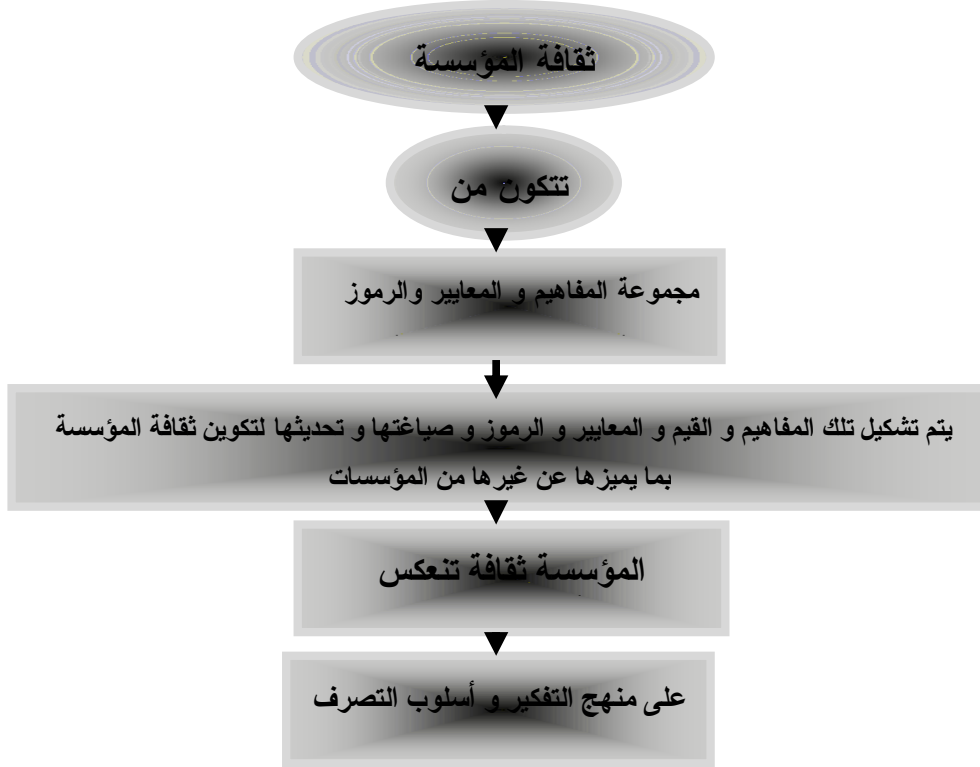 ثقافة المؤسسة
تتكون من
مجموعة المفاهيم و المعايير والرموز
يتم تشكيل تلك المفاهيم و القيم و المعايير و الرموز و صياغتها و تحديثها لتكوين ثقافة المؤسسة
بما يميزها عن غيرها من المؤسسات
المؤسسة ثقافة تنعكس
على منهج التفكير و أسلوب التصرف